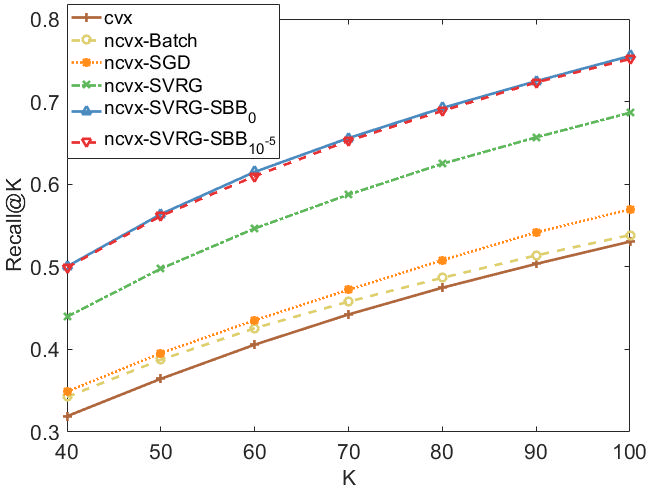 cvx
ncvx-Batch
ncvx-SGD
ncvx-SVRG
ncvx-SVRG-SBB0
ncvx-SVRG-SBB10-5
0.8
0.7
0.6
0.5
0.4
0.3
Recall@K
40 50 60 70 80 90 100
K